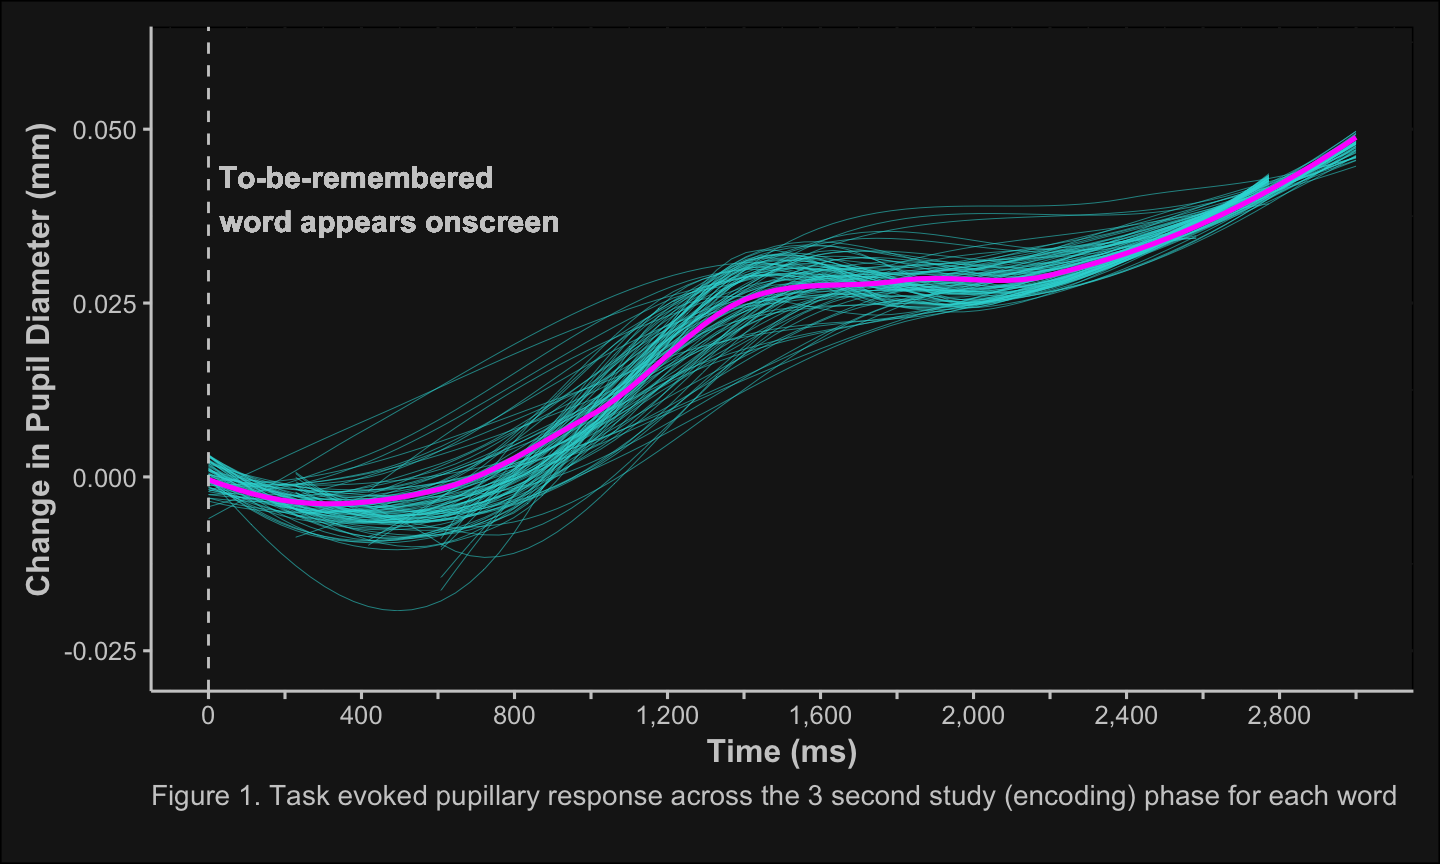 To-be-remembered
word appears onscreen
Change in Pupil Diameter (mm)
0.050
0.025
0.000
-0.025
0
400
800
1,200
1,600
2,000
2,400
2,800
Time (ms)
Figure 1. Task evoked pupillary response across the 3 second study (encoding) phase for each word